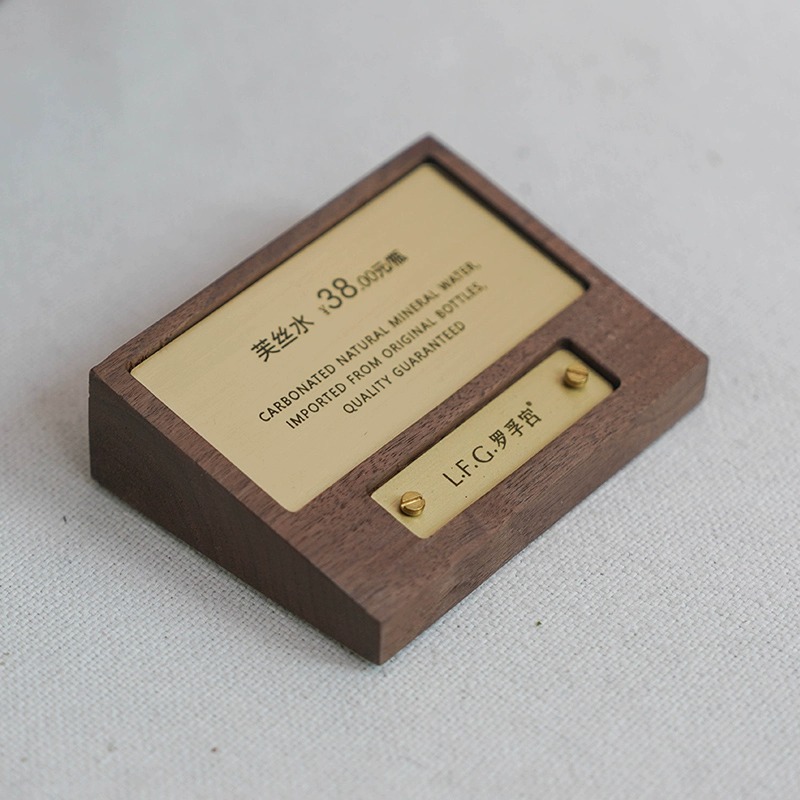 芙丝水 ¥38.00元/瓶
CARBONATED NATURAL MINERAL WATER,
IMPORTED FROM ORIGINAL BOTTLES,
QUALITY GUARANTEED
L.F.G.罗孚宫